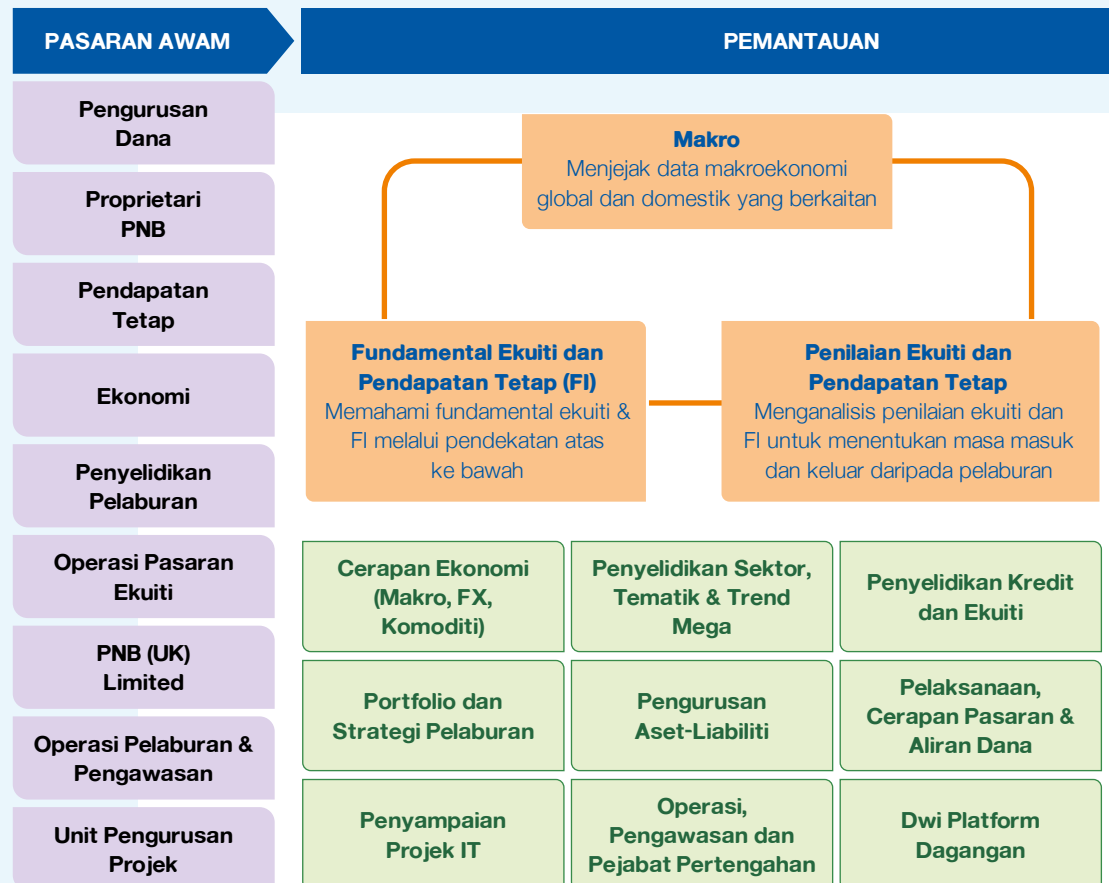 PASARAN AWAM
PEMANTAUAN
Pengurusan
Dana
Proprietari
PNB
Pendapatan
Tetap
Ekonomi
Penyelidikan
Pelaburan
Operasi Pasaran
Ekuiti
PNB (UK)
Limited
Operasi Pelaburan &
Pengawasan
Unit Pengurusan
Projek
Makro
Menjejak data makroekonomi
global dan domestik yang berkaitan
Fundamental Ekuiti dan
Pendapatan Tetap (FI)
Memahami fundamental ekuiti &
FI melalui pendekatan atas
ke bawah
Penilaian Ekuiti dan
Pendapatan Tetap
Menganalisis penilaian ekuiti dan
FI untuk menentukan masa masuk
dan keluar daripada pelaburan
Cerapan Ekonomi
(Makro, FX,
Komoditi)
Penyelidikan Sektor,
Tematik & Trend
Mega
Penyelidikan Kredit
dan Ekuiti
Portfolio dan
Strategi Pelaburan
Pengurusan
Aset-Liabiliti
Pelaksanaan,
Cerapan Pasaran &
Aliran Dana
Penyampaian
Projek IT
Operasi,
Pengawasan dan
Pejabat Pertengahan
Dwi Platform
Dagangan